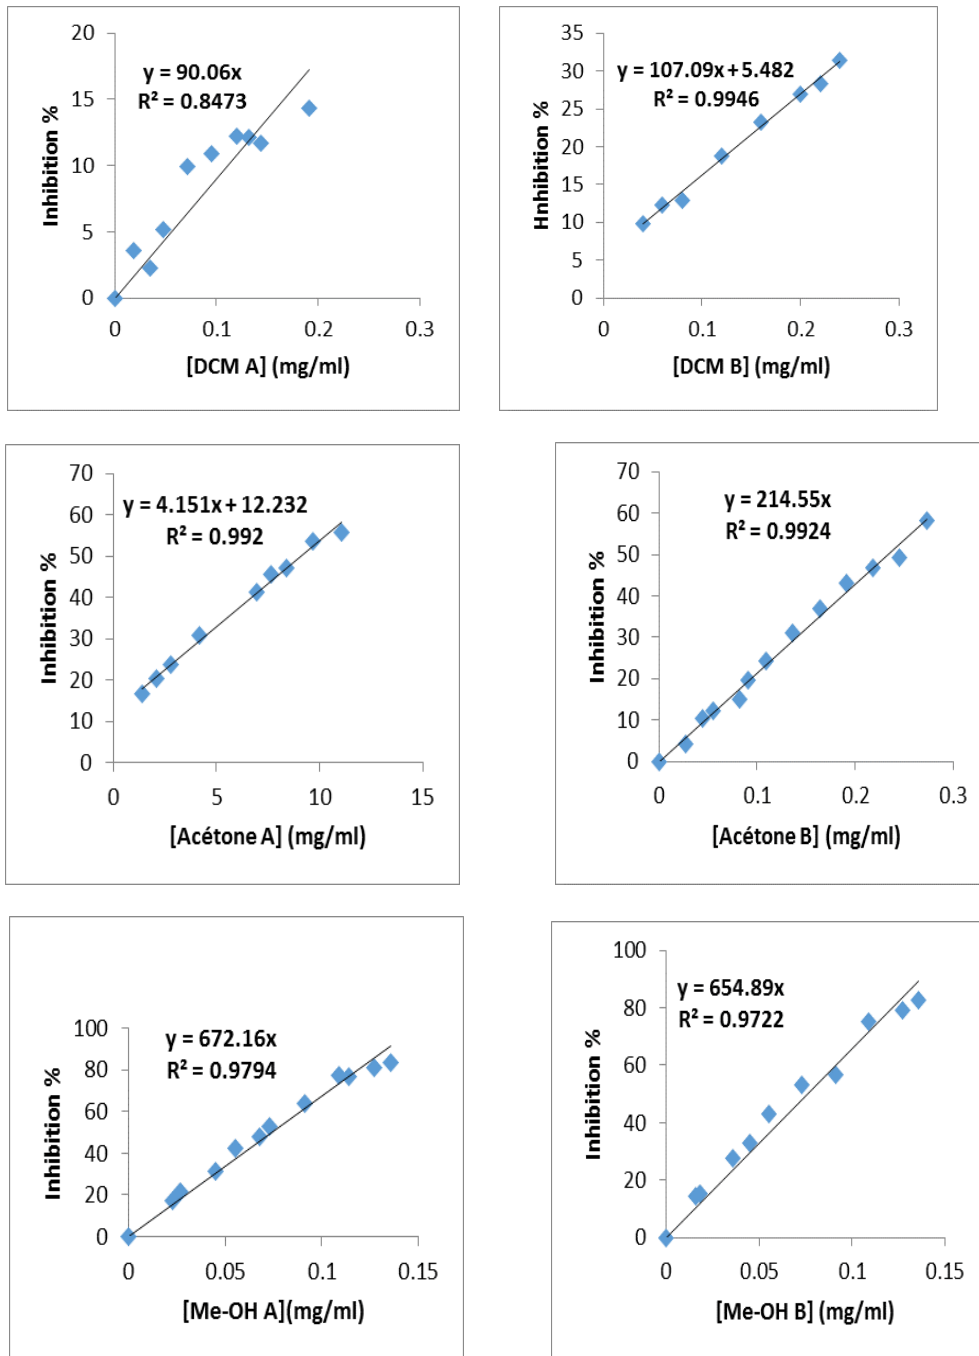 20
15
10
5
0
Inhibition %
y = 90.06x
R² = 0.8473
0
0.1
0.2
0.3
[DCM A] (mg/ml)
35
30
25
20
15
10
5
0
Hnhibition %
y = 107.09x + 5.482
R² = 0.9946
0
0.1
0.2
0.3
[DCM B] (mg/ml)
70
60
50
40
30
20
10
0
Inhibition %
y = 4.151x + 12.232
R² = 0.992
0
5
10
15
[Acétone A] (mg/ml)
70
60
50
40
30
20
10
0
Inhibition %
y = 214.55x
R² = 0.9924
0
0.1
0.2
0.3
[Acétone B] (mg/ml)
100
80
60
40
20
0
Inhibition %
y = 672.16x
R² = 0.9794
0
0.05
0.1
0.15
[Me-OH A](mg/ml)
100
80
60
40
20
0
Inhibition %
y = 654.89x
R² = 0.9722
0
0.05
0.1
0.15
[Me-OH B] (mg/ml)